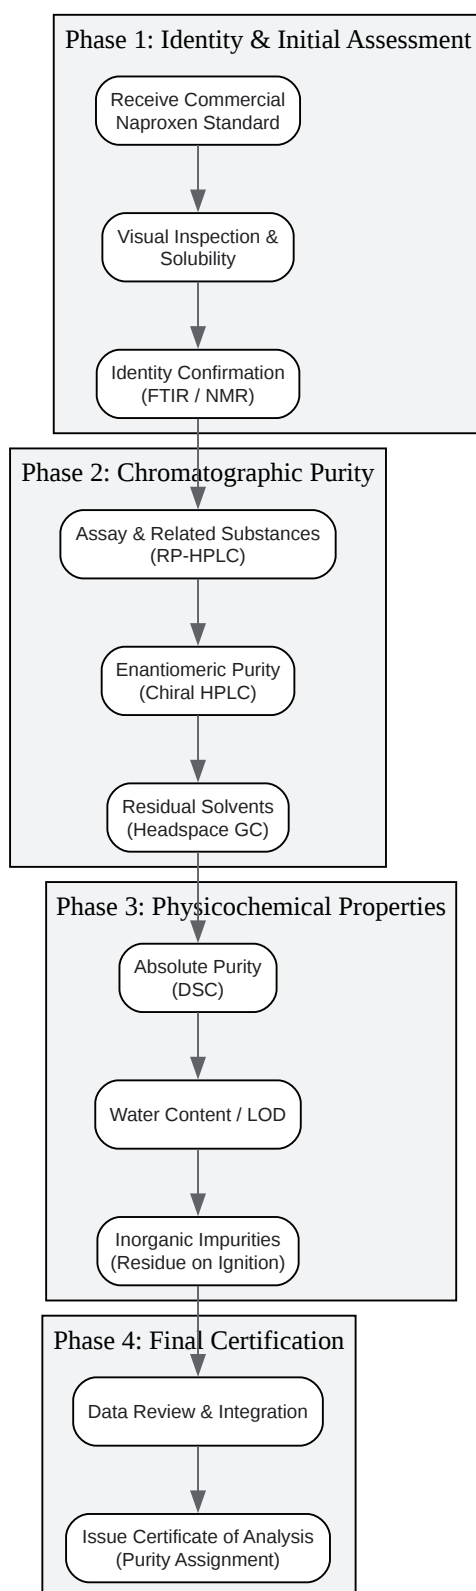 Phase 1: Identity & Initial Assessment
Receive Commercial
Naproxen Standard
Visual Inspection &
Solubility
Identity Confirmation
(FTIR / NMR)
Phase 2: Chromatographic Purity
Assay & Related Substances
(RP-HPLC)
Enantiomeric Purity
(Chiral HPLC)
Residual Solvents
(Headspace GC)
Phase 3: Physicochemical Properties
Absolute Purity
(DSC)
Water Content / LOD
Inorganic Impurities
(Residue on Ignition)
Phase 4: Final Certification
Data Review & Integration
Issue Certificate of Analysis
(Purity Assignment)